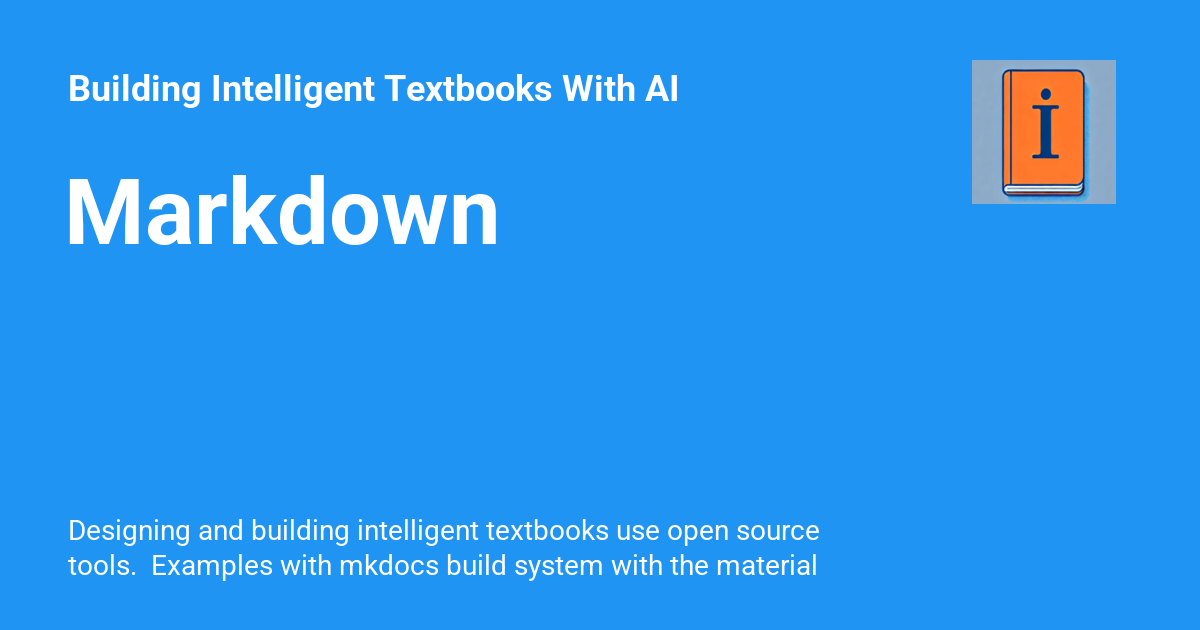 Building Intelligent Textbooks With AI
i
Markdown
Designing and building intelligent textbooks use open source
tools.  Examples with mkdocs build system with the material